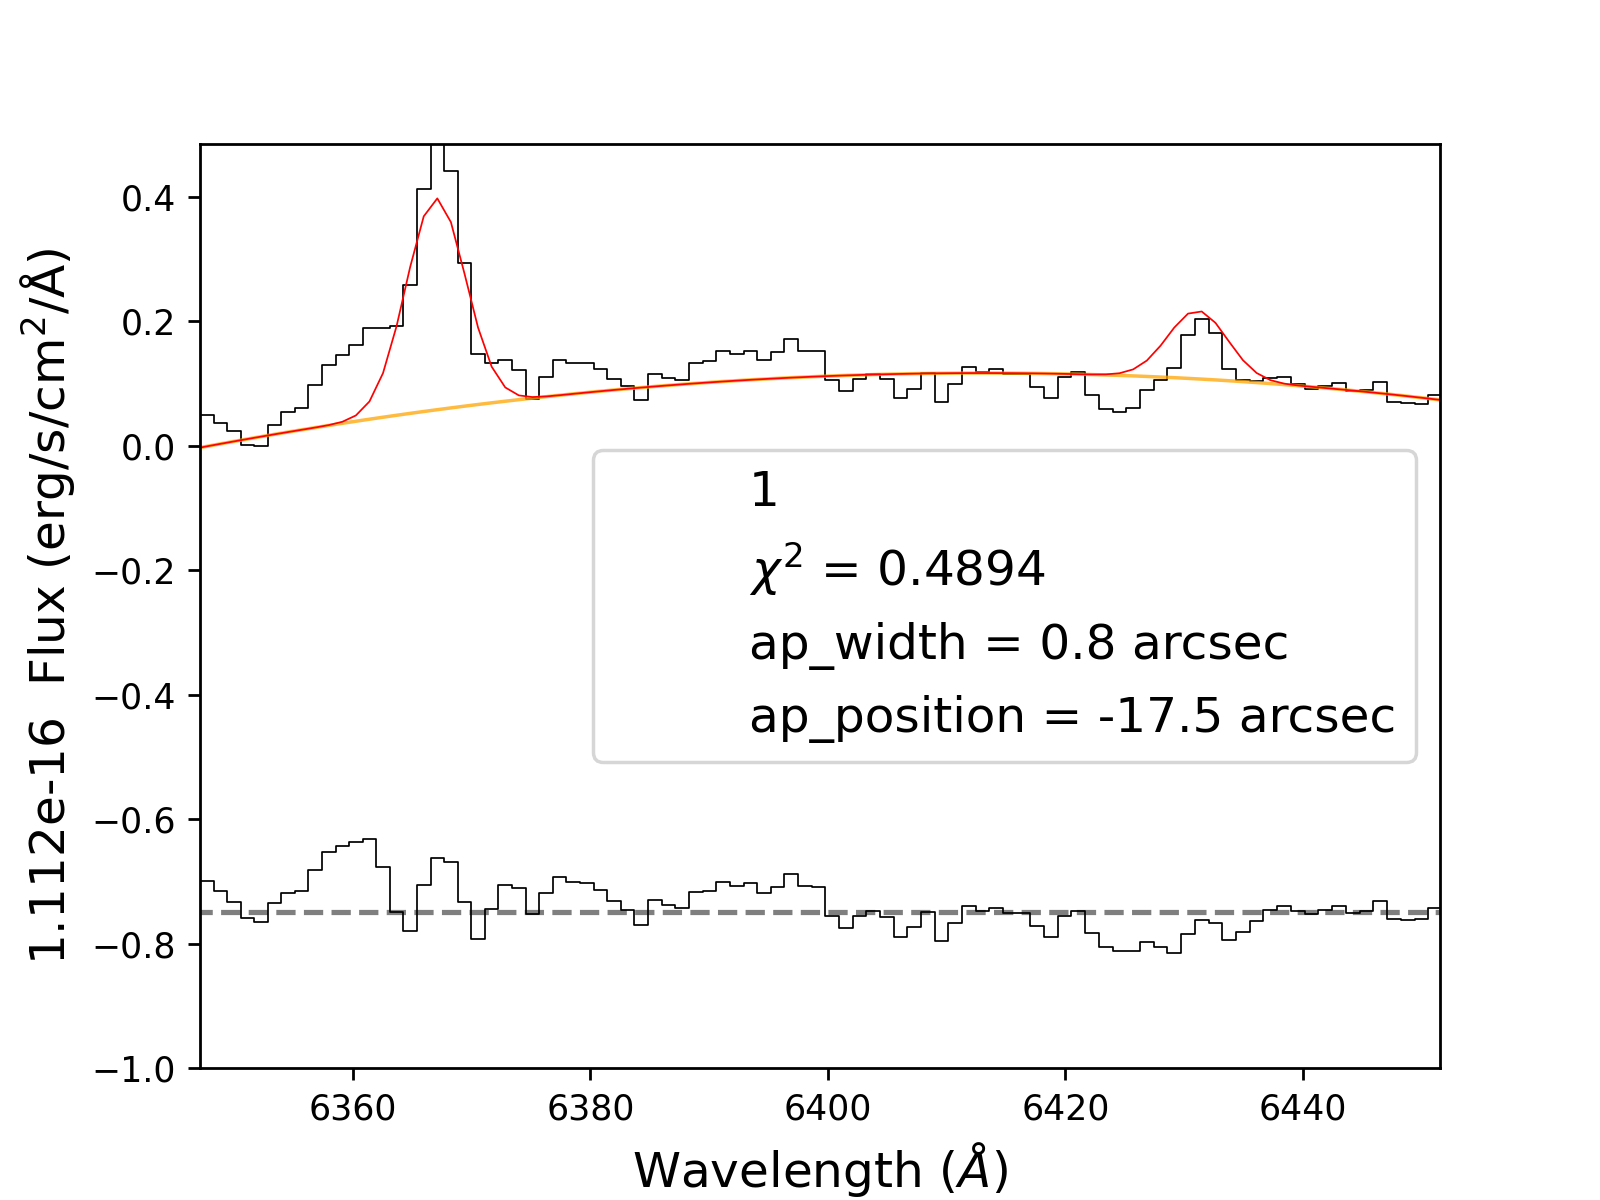 0.4
0.2
0.0
−0.2
−0.4
−0.6
−0.8
−1.0
1.112e-16 Flux (erg/s/cm²/Å)
1
χ² = 0.4894
ap_width = 0.8 arcsec
ap_position = -17.5 arcsec
6360 6380 6400 6420 6440
Wavelength (Å)